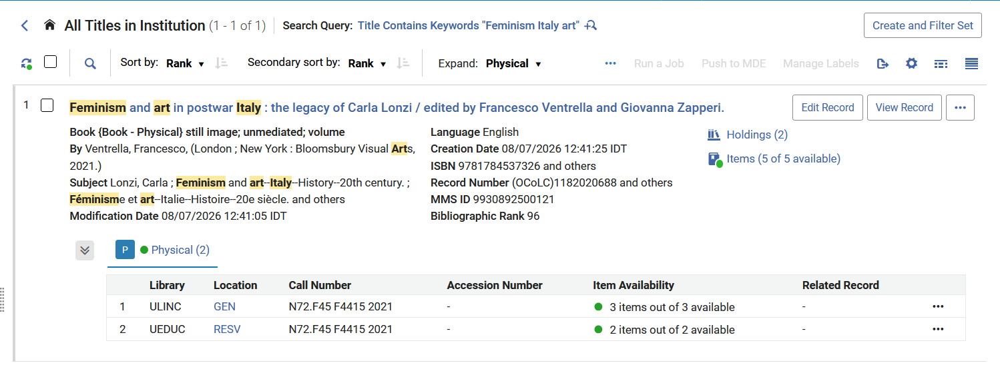 All Titles in Institution (1 - 1 of 1) Search Query: Title Contains Keywords "Feminism Italy art" Create and Filter Set
Sort by: Rank Secondary sort by: Rank Expand: Physical ... Run a Job Push to MDE Manage Labels
1 Feminism and art in postwar Italy : the legacy of Carla Lonzi / edited by Francesco Ventrella and Giovanna Zapperi. Edit Record View Record ...
Book {Book - Physical} still image; unmediated; volume
By Ventrella, Francesco, (London ; New York : Bloomsbury Visual Arts,
2021.)
Subject Lonzi, Carla ; Feminism and art--Italy--History--20th century. ;
Féminisme et art--Italie--Histoire--20e siècle. and others
Modification Date 08/07/2026 12:41:05 IDT
Language English
Creation Date 08/07/2026 12:41:25 IDT
ISBN 9781784537326 and others
Record Number (OCoLC)1182020688 and others
MMS ID 9930892500121
Bibliographic Rank 96
Holdings (2)
Items (5 of 5 available)
P Physical (2)
Library Location Call Number Accession Number Item Availability Related Record
1 ULINC GEN N72.F45 F4415 2021 - 3 items out of 3 available - ...
2 UEDUC RESV N72.F45 F4415 2021 - 2 items out of 2 available - ...